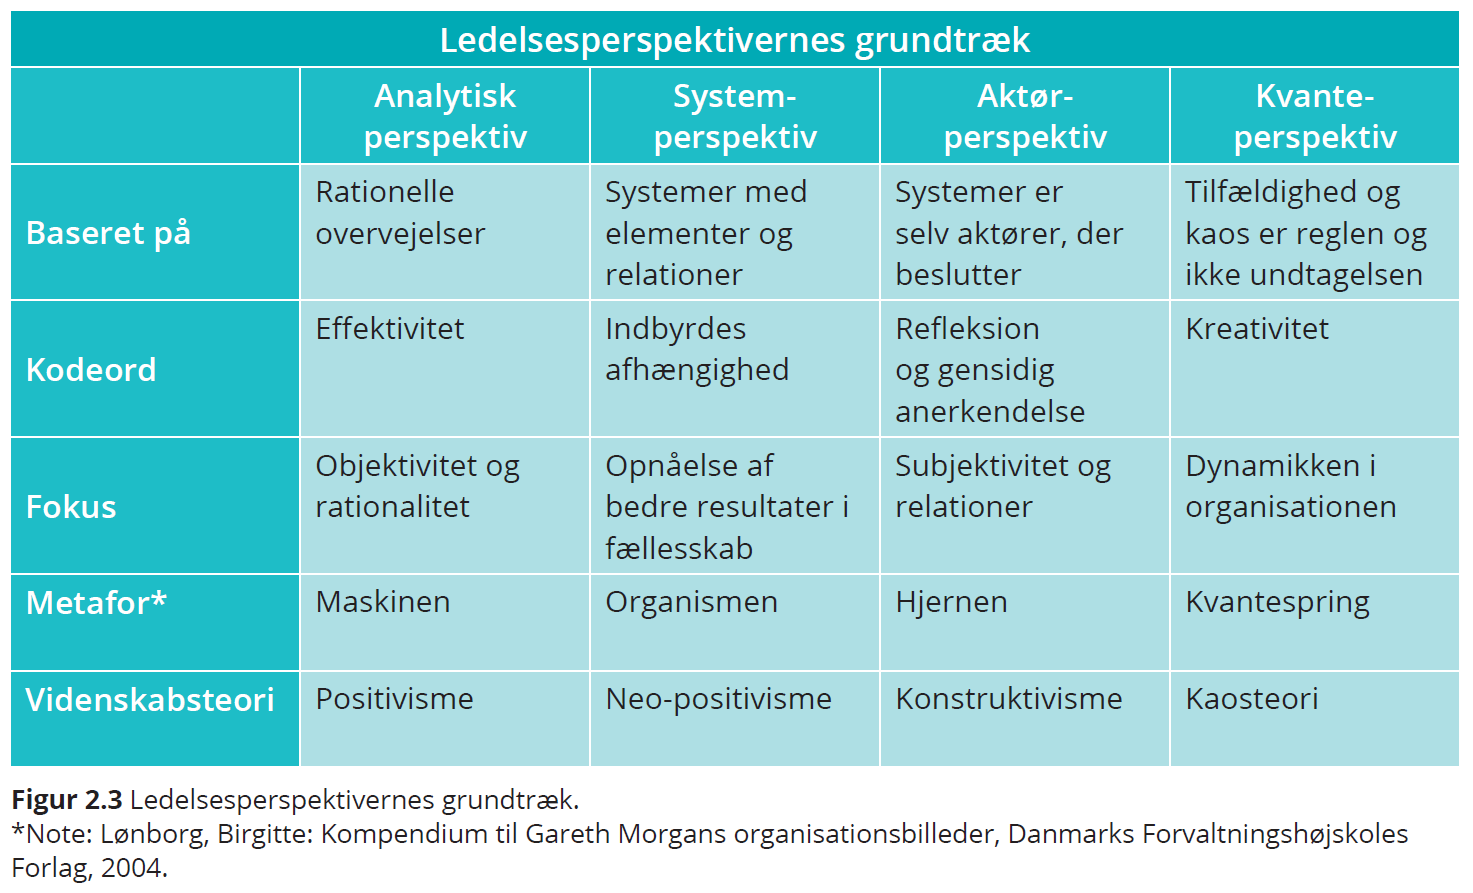 Ledelsesperspektivernes grundtræk
Analytisk
perspektiv
System-
perspektiv
Aktør-
perspektiv
Kvante-
perspektiv
Baseret på
Rationelle
overvejelser
Systemer med
elementer og
relationer
Systemer er
selv aktører, der
beslutter
Tilfældighed og
kaos er reglen og
ikke undtagelsen
Kodeord
Effektivitet
Indbyrdes
afhængighed
Refleksion
og gensidig
anerkendelse
Kreativitet
Fokus
Objektivitet og
rationalitet
Opnåelse af
bedre resultater i
fællesskab
Subjektivitet og
relationer
Dynamikken i
organisationen
Metafor*
Maskinen
Organismen
Hjernen
Kvantespring
Videnskabsteori
Positivisme
Neo-positivisme
Konstruktivisme
Kaosteori
Figur 2.3 Ledelsesperspektivernes grundtræk.
*Note: Lønborg, Birgitte: Kompendium til Gareth Morgans organisationsbilleder, Danmarks Forvaltningshøjskoles
Forlag, 2004.